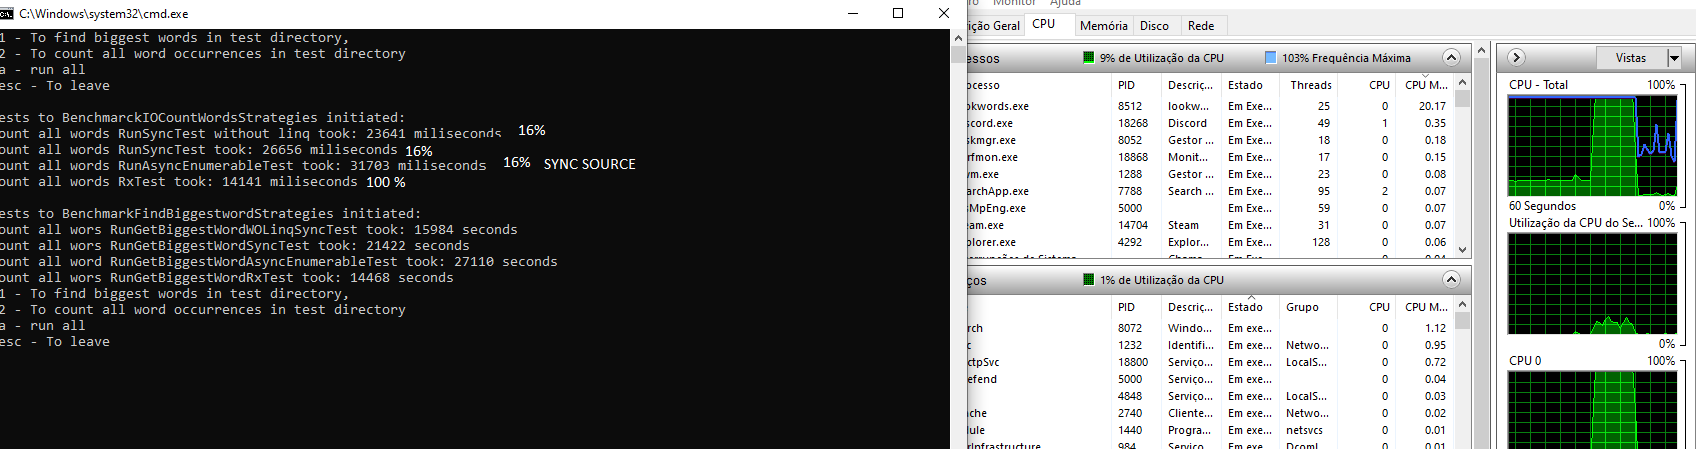 C:\Windows\system32\cmd.exe
1 - To find biggest words in test directory,
2 - To count all word occurrences in test directory
a - run all
esc - To leave
ests to BenchmarckIOCountWordsStrategies initiated:
ount all words RunSyncTest without linq took: 23641 miliseconds 16%
ount all words RunSyncTest took: 26656 miliseconds 16%
ount all words RunAsyncEnumerableTest took: 31703 miliseconds 16% SYNC SOURCE
ount all words RxTest took: 14141 miliseconds 100 %
ests to BenchmarkFindBiggestwordStrategies initiated:
ount all wors RunGetBiggestWordWOLinqSyncTest took: 15984 seconds
ount all word RunGetBiggestWordSyncTest took: 21422 seconds
ount all word RunGetBiggestWordAsyncEnumerableTest took: 27110 seconds
ount all wors RunGetBiggestWordRxTest took: 14468 seconds
1 - To find biggest words in test directory,
2 - To count all word occurrences in test directory
a - run all
esc - To leave
Monitor Ajuda
ição Geral CPU Memória Disco Rede
essos 9% de Utilização da CPU 103% Frequência Máxima
ocesso PID Descriç... Estado Threads CPU CPU M...
okwords.exe 8512 lookw... Em Exe... 25 0 20.17
scord.exe 18268 Discord Em Exe... 49 1 0.35
skmgr.exe 8052 Gestor ... Em Exe... 18 0 0.18
rfmon.exe 18868 Monit... Em Exe... 17 0 0.15
vm.exe 1288 Gestor ... Em Exe... 23 0 0.08
archApp.exe 7788 Search ... Em Exe... 95 2 0.07
sMpEng.exe 5000 Em Exe... 59 0 0.07
eam.exe 14704 Steam Em Exe... 31 0 0.07
plorer.exe 4292 Explor... Em Exe... 128 0 0.06
ços 1% de Utilização da CPU
PID Descriç... Estado Grupo CPU CPU M...
rch 8072 Windo... Em exe... 0 1.12
c 1232 Identifi... Em exe... Netwo... 0 0.95
ctpSvc 18800 Serviço... Em exe... LocalS... 0 0.72
efend 5000 Serviço... Em exe... 0 0.04
4848 Serviço... Em exe... LocalS... 0 0.03
ache 2740 Cliente... Em exe... Netwo... 0 0.02
dule 1440 Progra... Em exe... netsvcs 0 0.01
rInfrastructure 984 Serviço... Em exe... DcomL... 0 0.01
Vistas
CPU - Total 100%
60 Segundos 0%
Utilização da CPU do Se... 100%
0%
CPU 0 100%